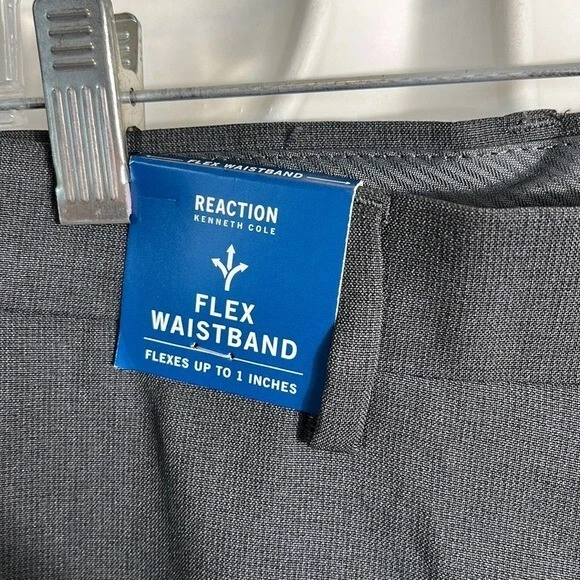 FLEX WAISTBAND
REACTION
KENNETH COLE
FLEX
WAISTBAND
FLEXES UP TO 1 INCHES